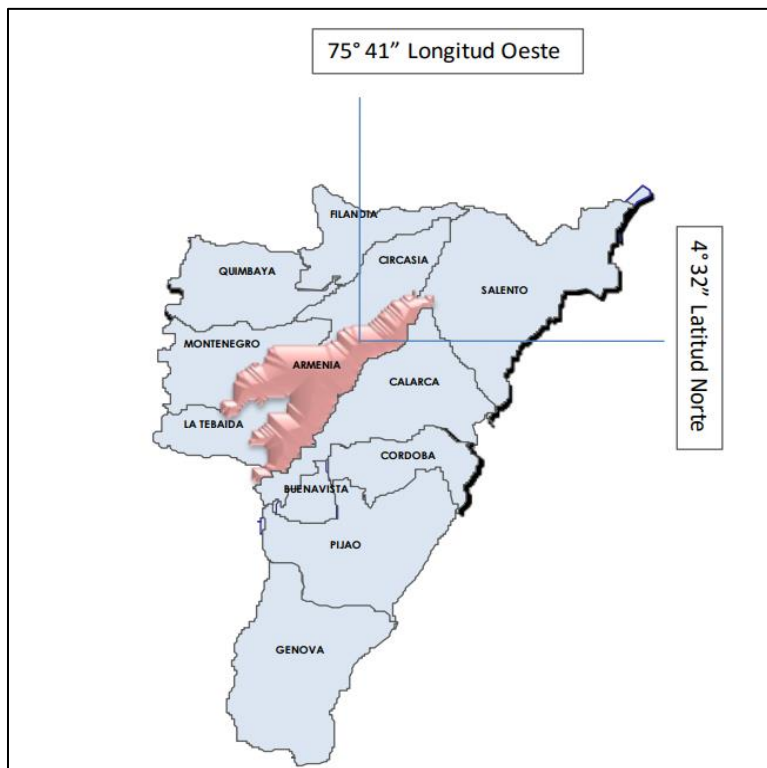 75° 41” Longitud Oeste
FILANDIA
CIRCASIA
QUIMBAYA
SALENTO
4° 32” Latitud Norte
MONTENEGRO
ARMENIA
CALARCA
LA TEBAIDA
CORDOBA
BUENAVISTA
PIJAO
GENOVA